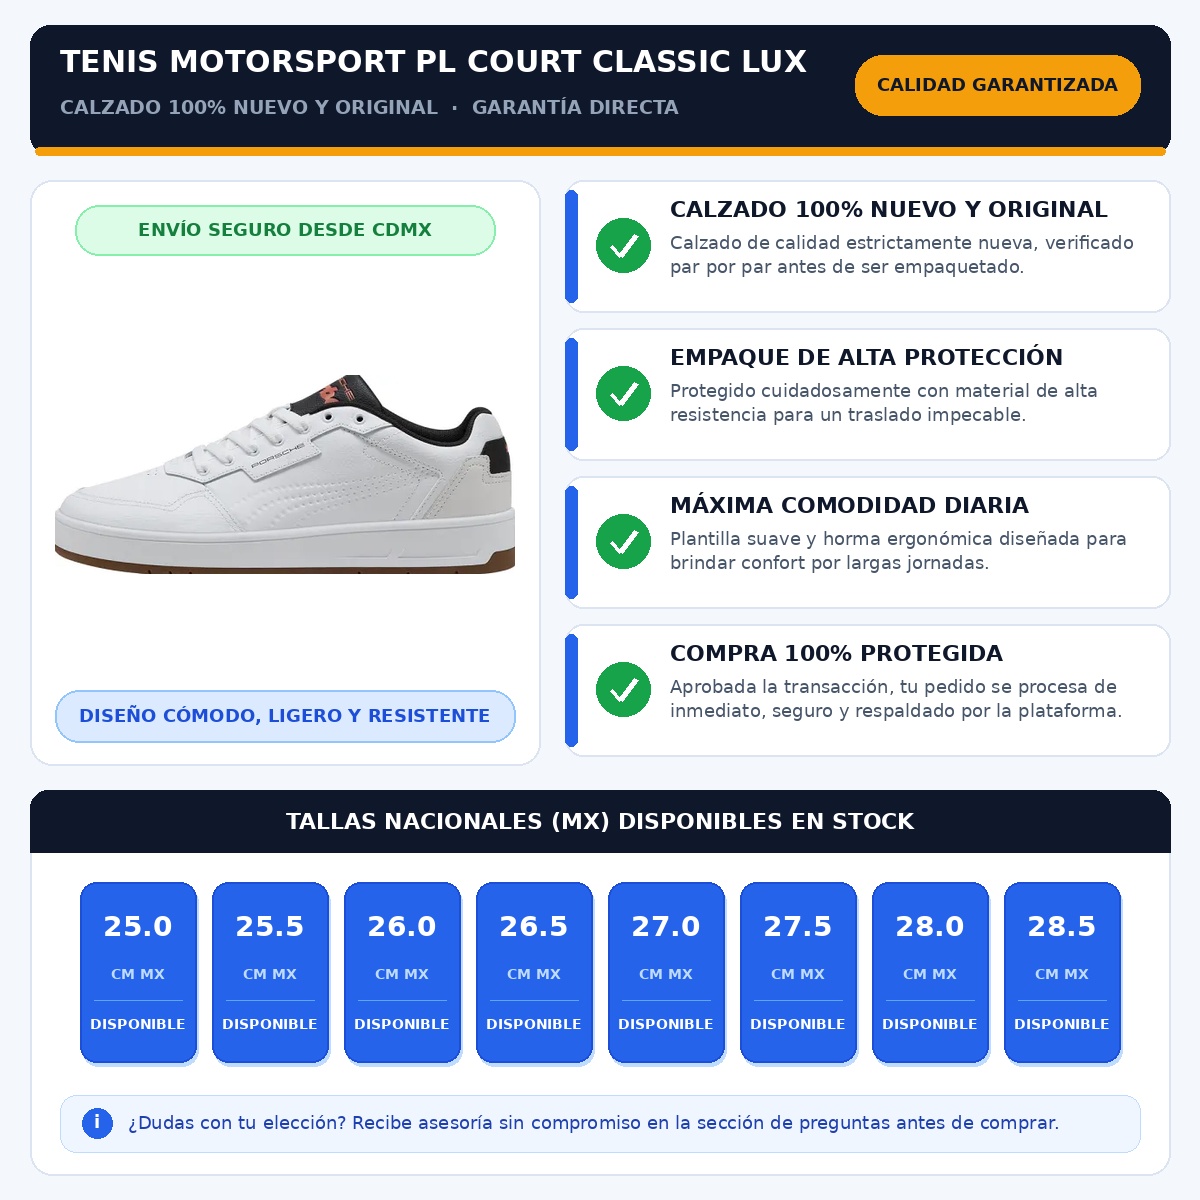 TENIS MOTORSPORT PL COURT CLASSIC LUX
CALZADO 100% NUEVO Y ORIGINAL · GARANTÍA DIRECTA
CALIDAD GARANTIZADA
ENVÍO SEGURO DESDE CDMX
PORSCHE
DISEÑO CÓMODO, LIGERO Y RESISTENTE
CALZADO 100% NUEVO Y ORIGINAL
Calzado de calidad estrictamente nueva, verificado
par por par antes de ser empaquetado.
EMPAQUE DE ALTA PROTECCIÓN
Protegido cuidadosamente con material de alta
resistencia para un traslado impecable.
MÁXIMA COMODIDAD DIARIA
Plantilla suave y horma ergonómica diseñada para
brindar confort por largas jornadas.
COMPRA 100% PROTEGIDA
Aprobada la transacción, tu pedido se procesa de
inmediato, seguro y respaldado por la plataforma.
TALLAS NACIONALES (MX) DISPONIBLES EN STOCK
25.0 25.5 26.0 26.5 27.0 27.5 28.0 28.5
CM MX CM MX CM MX CM MX CM MX CM MX CM MX CM MX
DISPONIBLE DISPONIBLE DISPONIBLE DISPONIBLE DISPONIBLE DISPONIBLE DISPONIBLE DISPONIBLE
i ¿Dudas con tu elección? Recibe asesoría sin compromiso en la sección de preguntas antes de comprar.